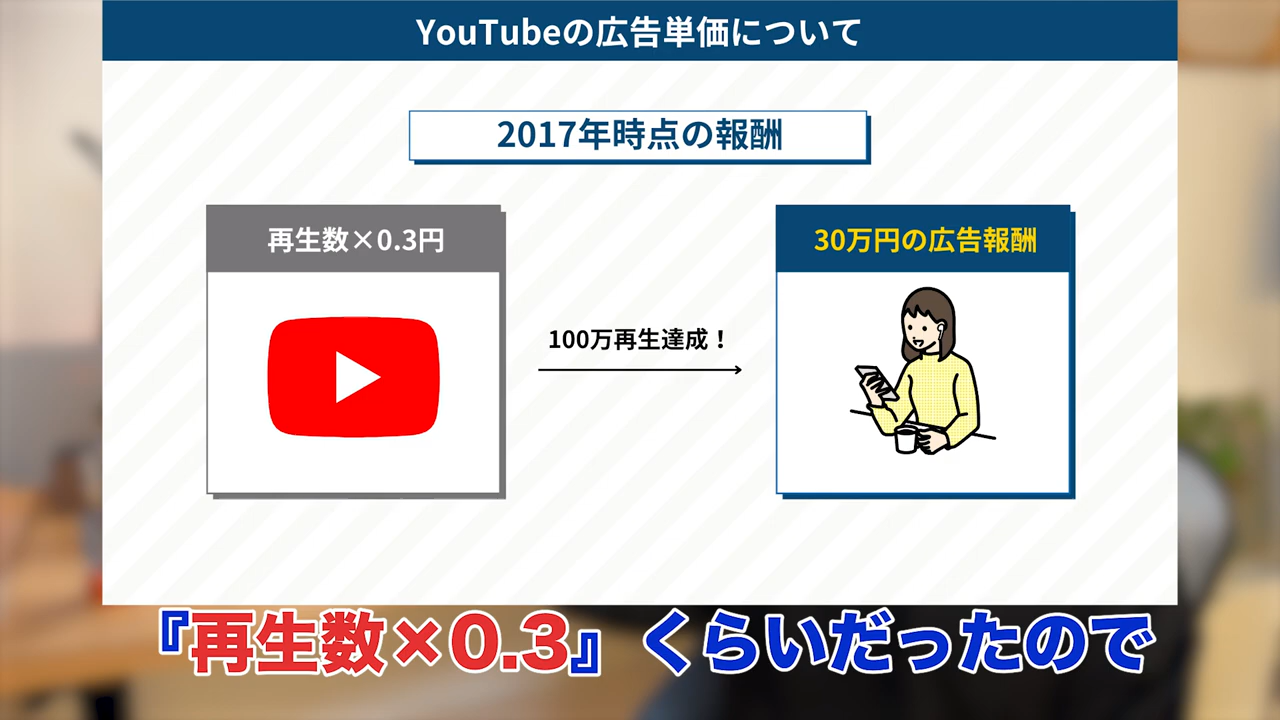 YouTubeの広告単価について
2017年時点の報酬
再生数×0.3円
30万円の広告報酬
100万再生達成！
『再生数×0.3』くらいだったので